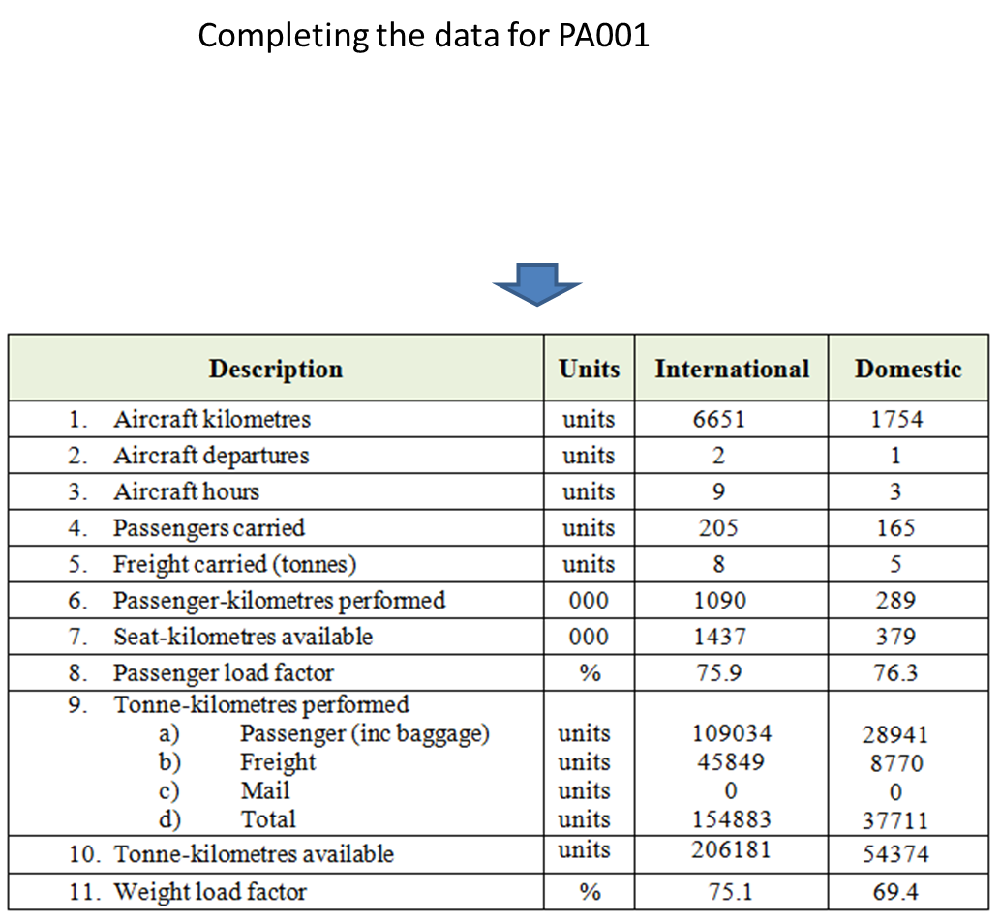 Completing the data for PA001
Description Units International Domestic
1. Aircraft kilometres units 6651 1754
2. Aircraft departures units 2 1
3. Aircraft hours units 9 3
4. Passengers carried units 205 165
5. Freight carried (tonnes) units 8 5
6. Passenger-kilometres performed 000 1090 289
7. Seat-kilometres available 000 1437 379
8. Passenger load factor % 75.9 76.3
9. Tonne-kilometres performed
a) Passenger (inc baggage) units 109034 28941
b) Freight units 45849 8770
c) Mail units 0 0
d) Total units 154883 37711
10. Tonne-kilometres available units 206181 54374
11. Weight load factor % 75.1 69.4